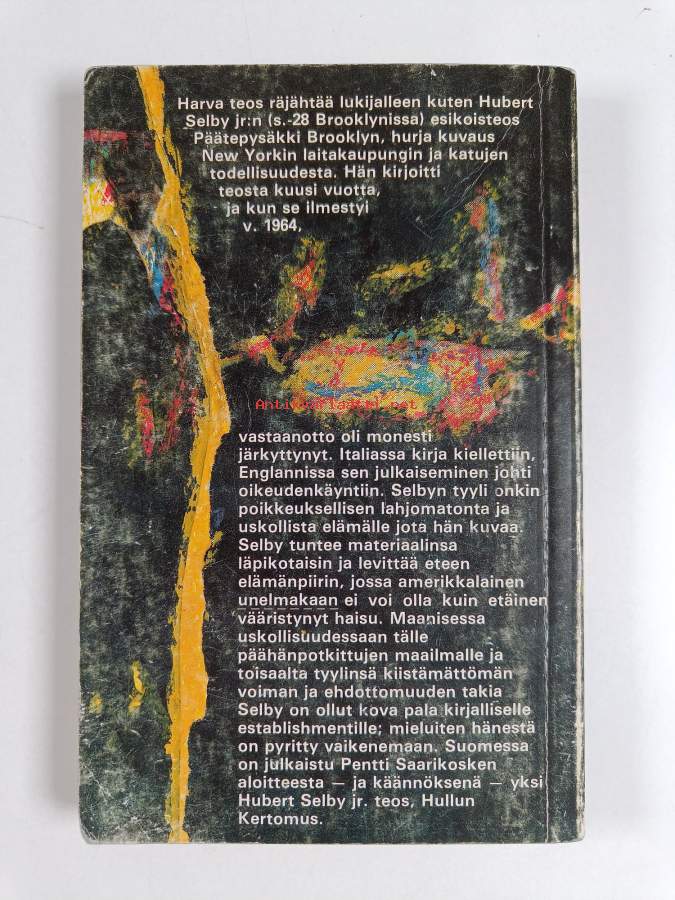 Harva teos räjähtää lukijalleen kuten Hubert
Selby jr:n (s.-28 Brooklynissa) esikoisteos
Päätepysäkki Brooklyn, hurja kuvaus
New Yorkin laitakaupungin ja katujen
todellisuudesta. Hän kirjoitti
teosta kuusi vuotta,
ja kun se ilmestyi
v. 1964,
Antikvariaatti.net
vastaanotto oli monesti
järkyttynyt. Italiassa kirja kiellettiin,
Englannissa sen julkaiseminen johti
oikeudenkäyntiin. Selbyn tyyli onkin
poikkeuksellisen lahjomatonta ja
uskollista elämälle jota hän kuvaa.
Selby tuntee materiaalinsa
läpikotaisin ja levittää eteen
elämänpiirin, jossa amerikkalainen
unelmakaan ei voi olla kuin etäinen
vääristynyt haisu. Maanisessa
uskollisuudessaan tälle
päähänpotkittujen maailmalle ja
toisaalta tyylinsä kiistämättömän
voiman ja ehdottomuuden takia
Selby on ollut kova pala kirjalliselle
establishmentille; mieluiten hänestä
on pyritty vaikenemaan. Suomessa
on julkaistu Pentti Saarikosken
aloitteesta — ja käännöksenä — yksi
Hubert Selby jr. teos, Hullun
Kertomus.